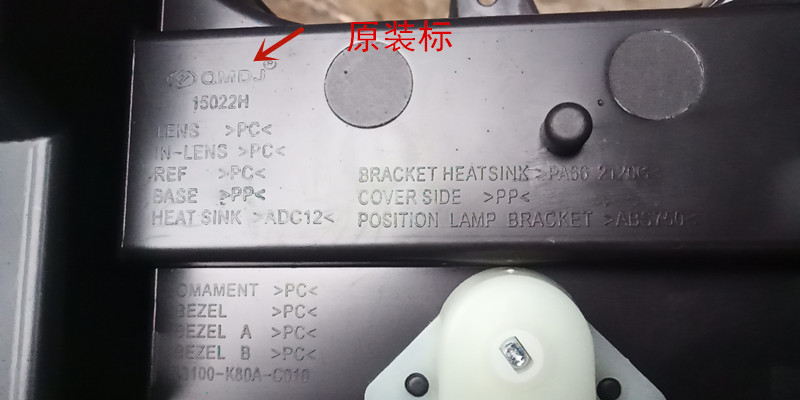 原装标
QMDJ®
15022H
LENS >PC<
IN-LENS >PC<
REF >PC<
BASE >PP<
HEAT SINK >ADC12<
BRACKET HEATSINK
COVER SIDE >PP<
POSITION LAMP BRACKET >ABS750<
OMAMENT >PC<
BEZEL >PC<
BEZEL A >PC<
BEZEL B >PC<